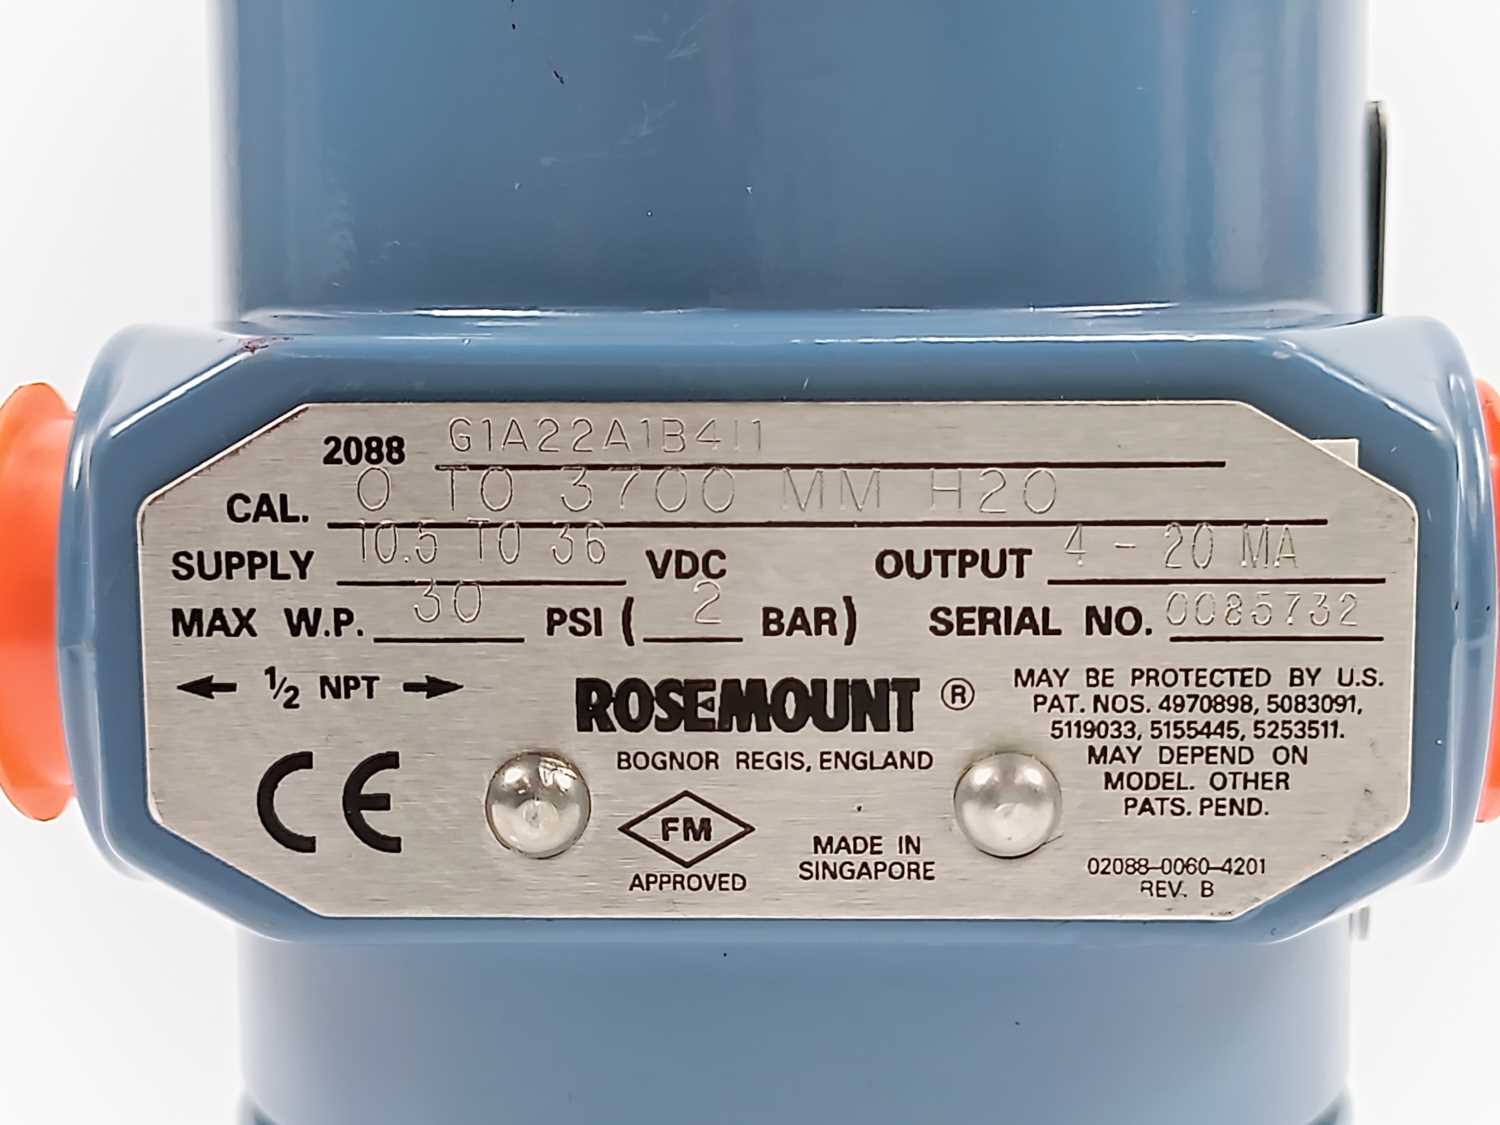 2088 G1A22A1B4I1
CAL. 0 TO 3700 MM H2O
SUPPLY 10.5 TO 36 VDC OUTPUT 4 - 20 MA
MAX W.P. 30 PSI ( 2 BAR) SERIAL NO. 0085732
← 1/2 NPT →
ROSEMOUNT ®
BOGNOR REGIS, ENGLAND
MAY BE PROTECTED BY U.S.
PAT. NOS. 4970898, 5083091,
5119033, 5155445, 5253511.
MAY DEPEND ON
MODEL. OTHER
PATS. PEND.
CE
FM
APPROVED
MADE IN
SINGAPORE
02088-0060-4201
REV. B